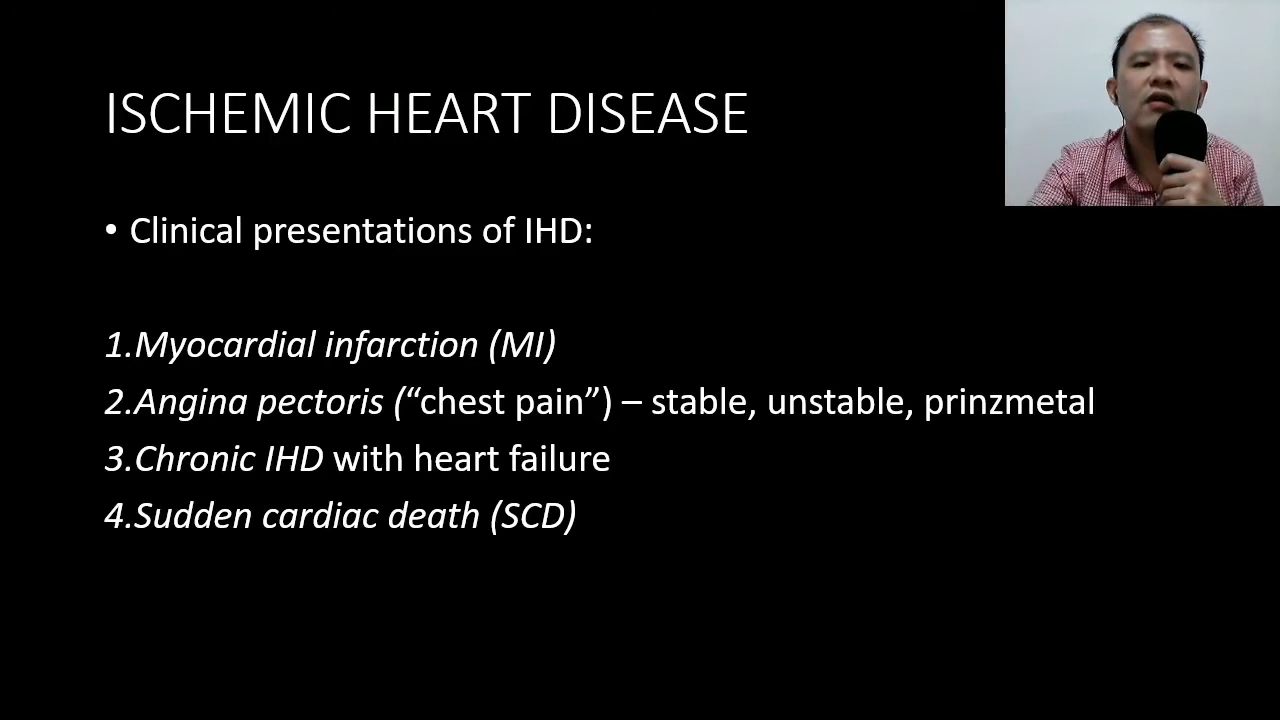 ISCHEMIC HEART DISEASE
• Clinical presentations of IHD:
1.Myocardial infarction (MI)
2.Angina pectoris (“chest pain”) – stable, unstable, prinzmetal
3.Chronic IHD with heart failure
4.Sudden cardiac death (SCD)